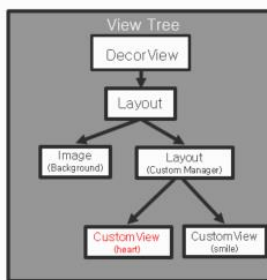 View Tree
DecorView
Layout
Image
(Background)
Layout
(Custom Manager)
CustomView
(heart)
CustomView
(smile)